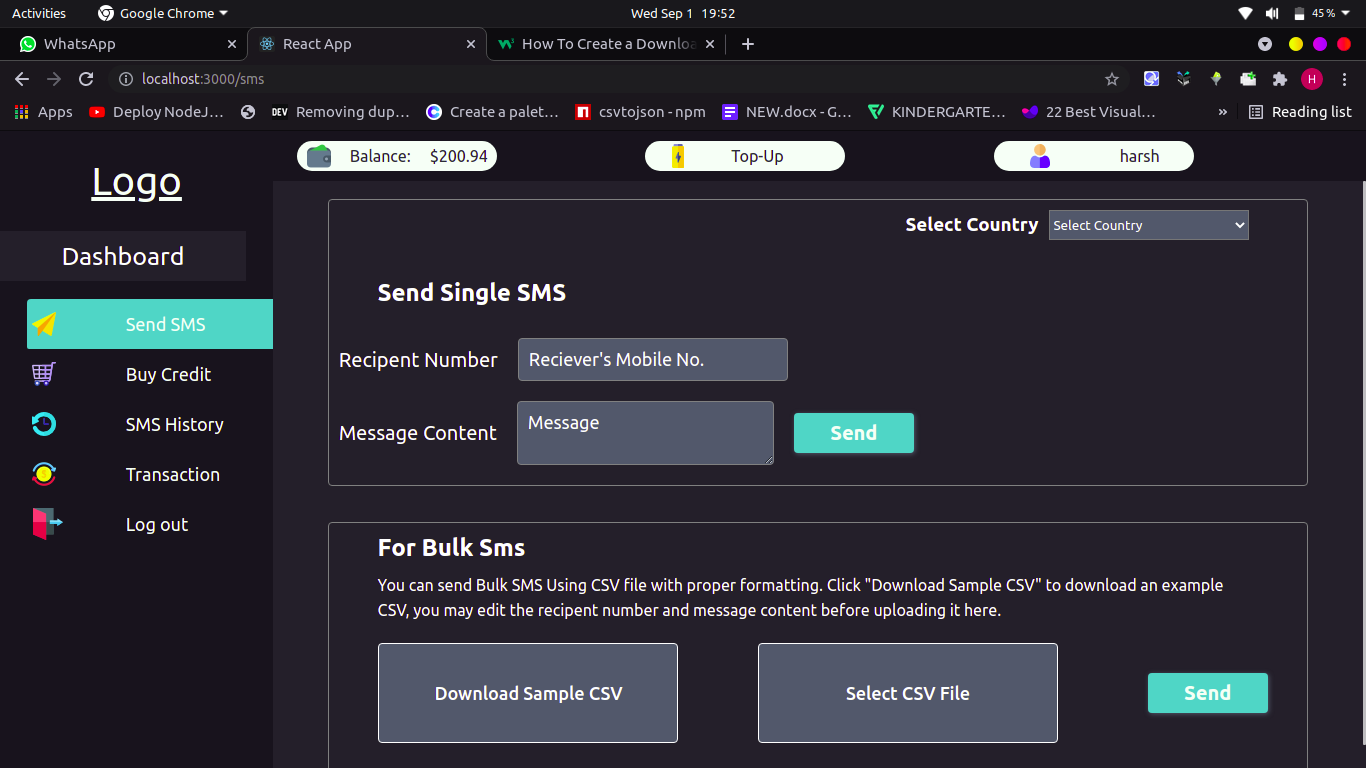 Activities Google Chrome Wed Sep 1 19:52 45%
WhatsApp React App How To Create a Downloa
localhost:3000/sms H
Apps Deploy NodeJ… DEV Removing dup… Create a palet… csvtojson - npm NEW.docx - G… KINDERGARTE… 22 Best Visual… » Reading list
Balance: $200.94 Top-Up harsh
Logo
Dashboard
Send SMS
Buy Credit
SMS History
Transaction
Log out
Select Country Select Country
Send Single SMS
Recipent Number Reciever's Mobile No.
Message Content Message Send
For Bulk Sms
You can send Bulk SMS Using CSV file with proper formatting. Click "Download Sample CSV" to download an example
CSV, you may edit the recipent number and message content before uploading it here.
Download Sample CSV Select CSV File Send